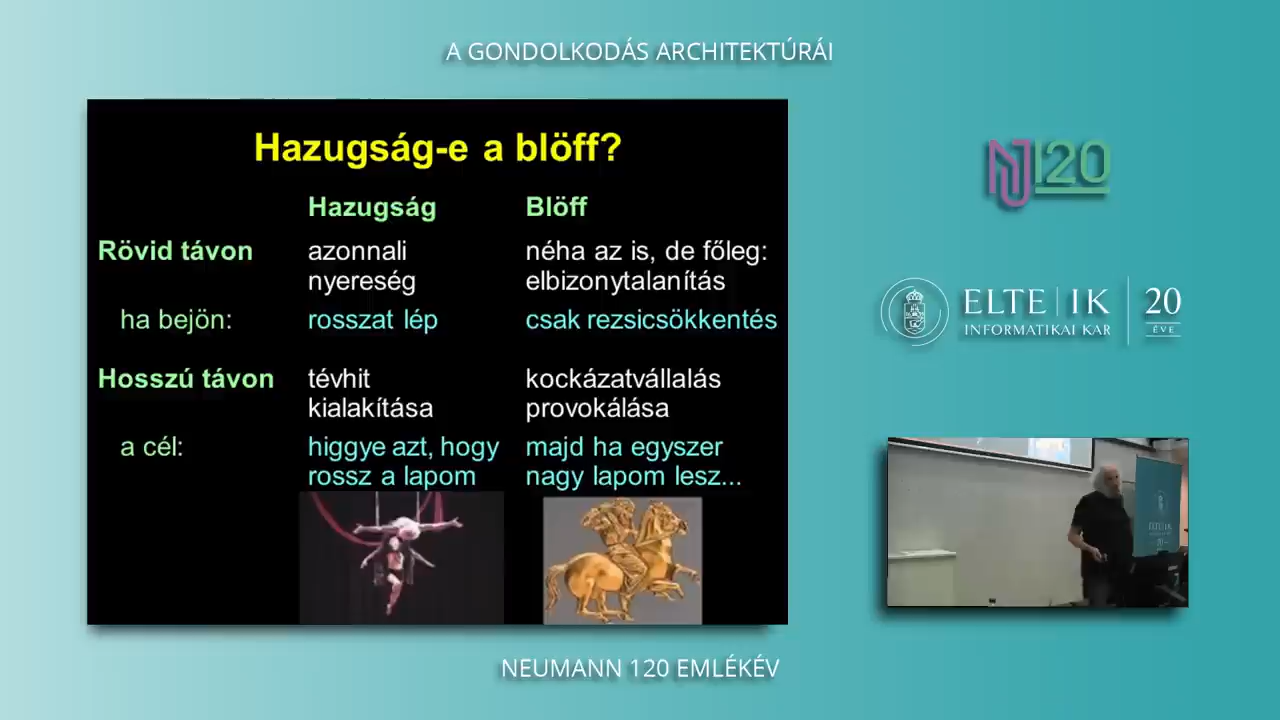 A GONDOLKODÁS ARCHITEKTÚRÁI
Hazugság-e a blöff?
Hazugság Blöff
Rövid távon azonnali néha az is, de főleg:
nyereség elbizonytalanítás
ha bejön: rosszat lép csak rezsicsökkentés
Hosszú távon tévhit kockázatvállalás
kialakítása provokálása
a cél: higgye azt, hogy majd ha egyszer
rossz a lapom nagy lapom lesz...
NJ120
ELTE | IK 20
INFORMATIKAI KAR ÉVE
ELTE | IK
NEUMANN 120 EMLÉKÉV